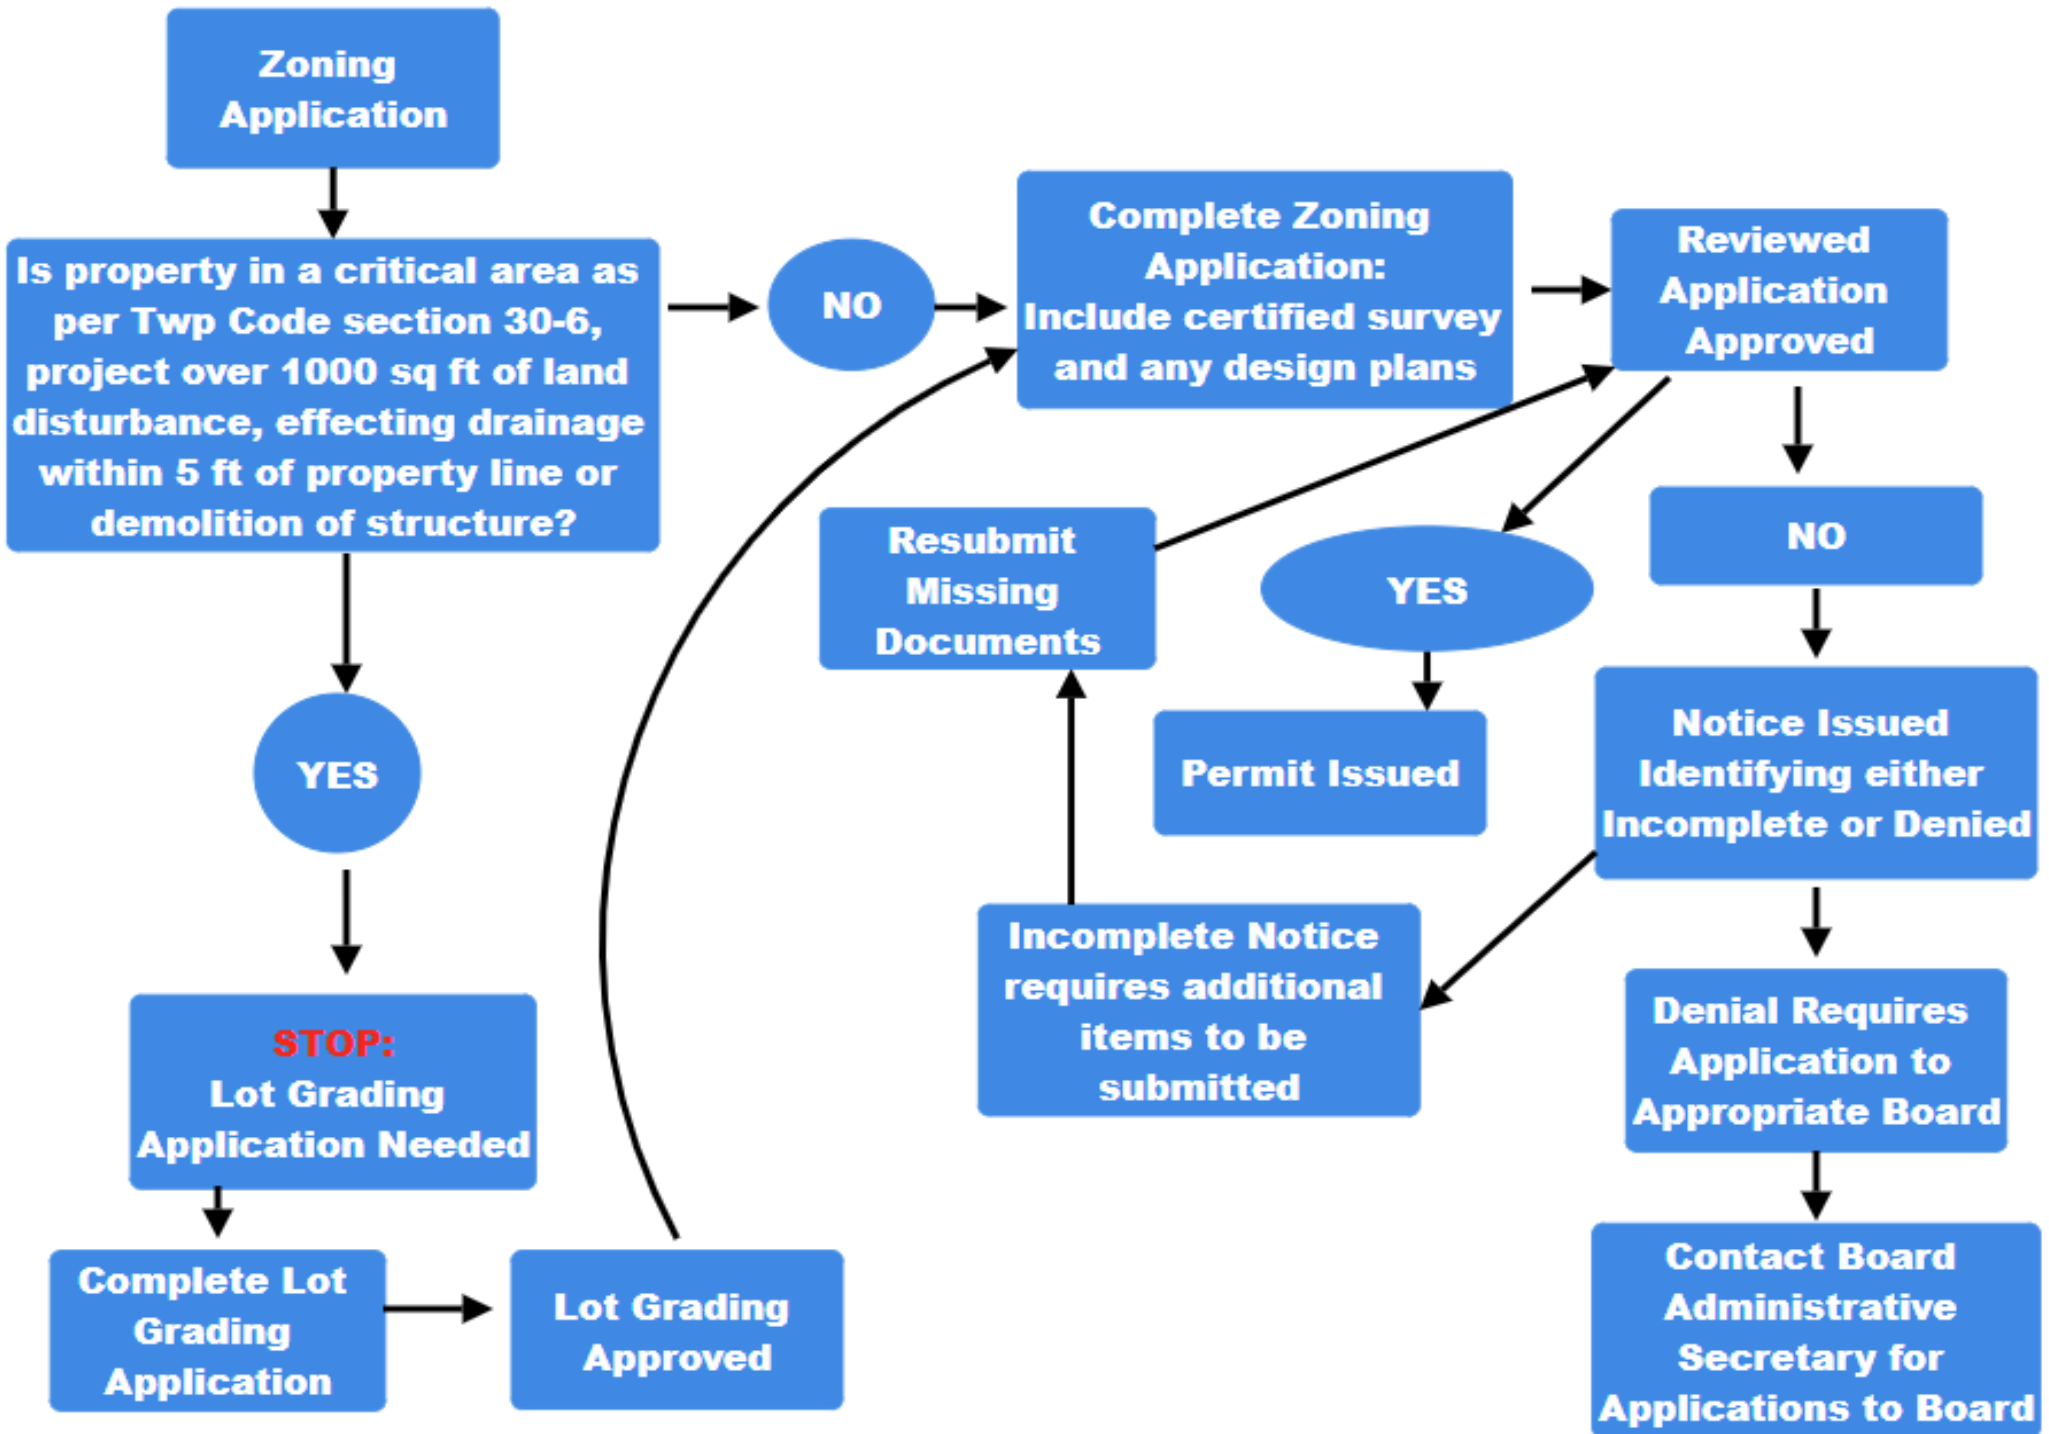 Zoning
Application
Is property in a critical area as
per Twp Code section 30-6,
project over 1000 sq ft of land
disturbance, effecting drainage
within 5 ft of property line or
demolition of structure?
NO
Complete Zoning
Application:
Include certified survey
and any design plans
Reviewed
Application
Approved
YES
STOP:
Lot Grading
Application Needed
Complete Lot
Grading
Application
Lot Grading
Approved
Resubmit
Missing
Documents
YES
Permit Issued
NO
Notice Issued
Identifying either
Incomplete or Denied
Incomplete Notice
requires additional
items to be
submitted
Denial Requires
Application to
Appropriate Board
Contact Board
Administrative
Secretary for
Applications to Board